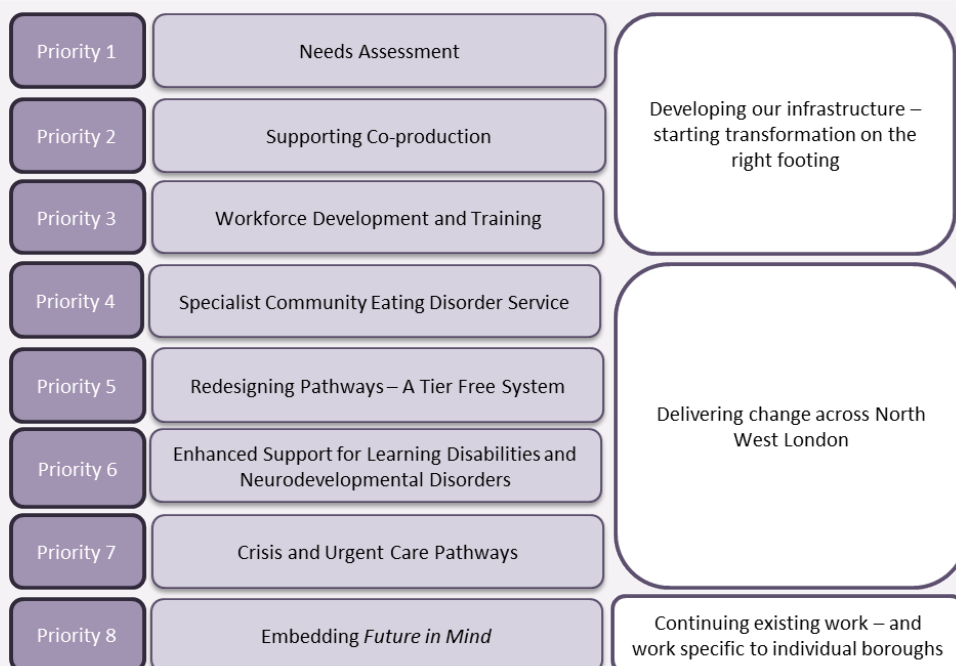 Priority 1
Needs Assessment
Priority 2
Supporting Co-production
Priority 3
Workforce Development and Training
Developing our infrastructure –
starting transformation on the
right footing
Priority 4
Specialist Community Eating Disorder Service
Priority 5
Redesigning Pathways – A Tier Free System
Priority 6
Enhanced Support for Learning Disabilities and
Neurodevelopmental Disorders
Priority 7
Crisis and Urgent Care Pathways
Delivering change across North
West London
Priority 8
Embedding Future in Mind
Continuing existing work – and
work specific to individual boroughs